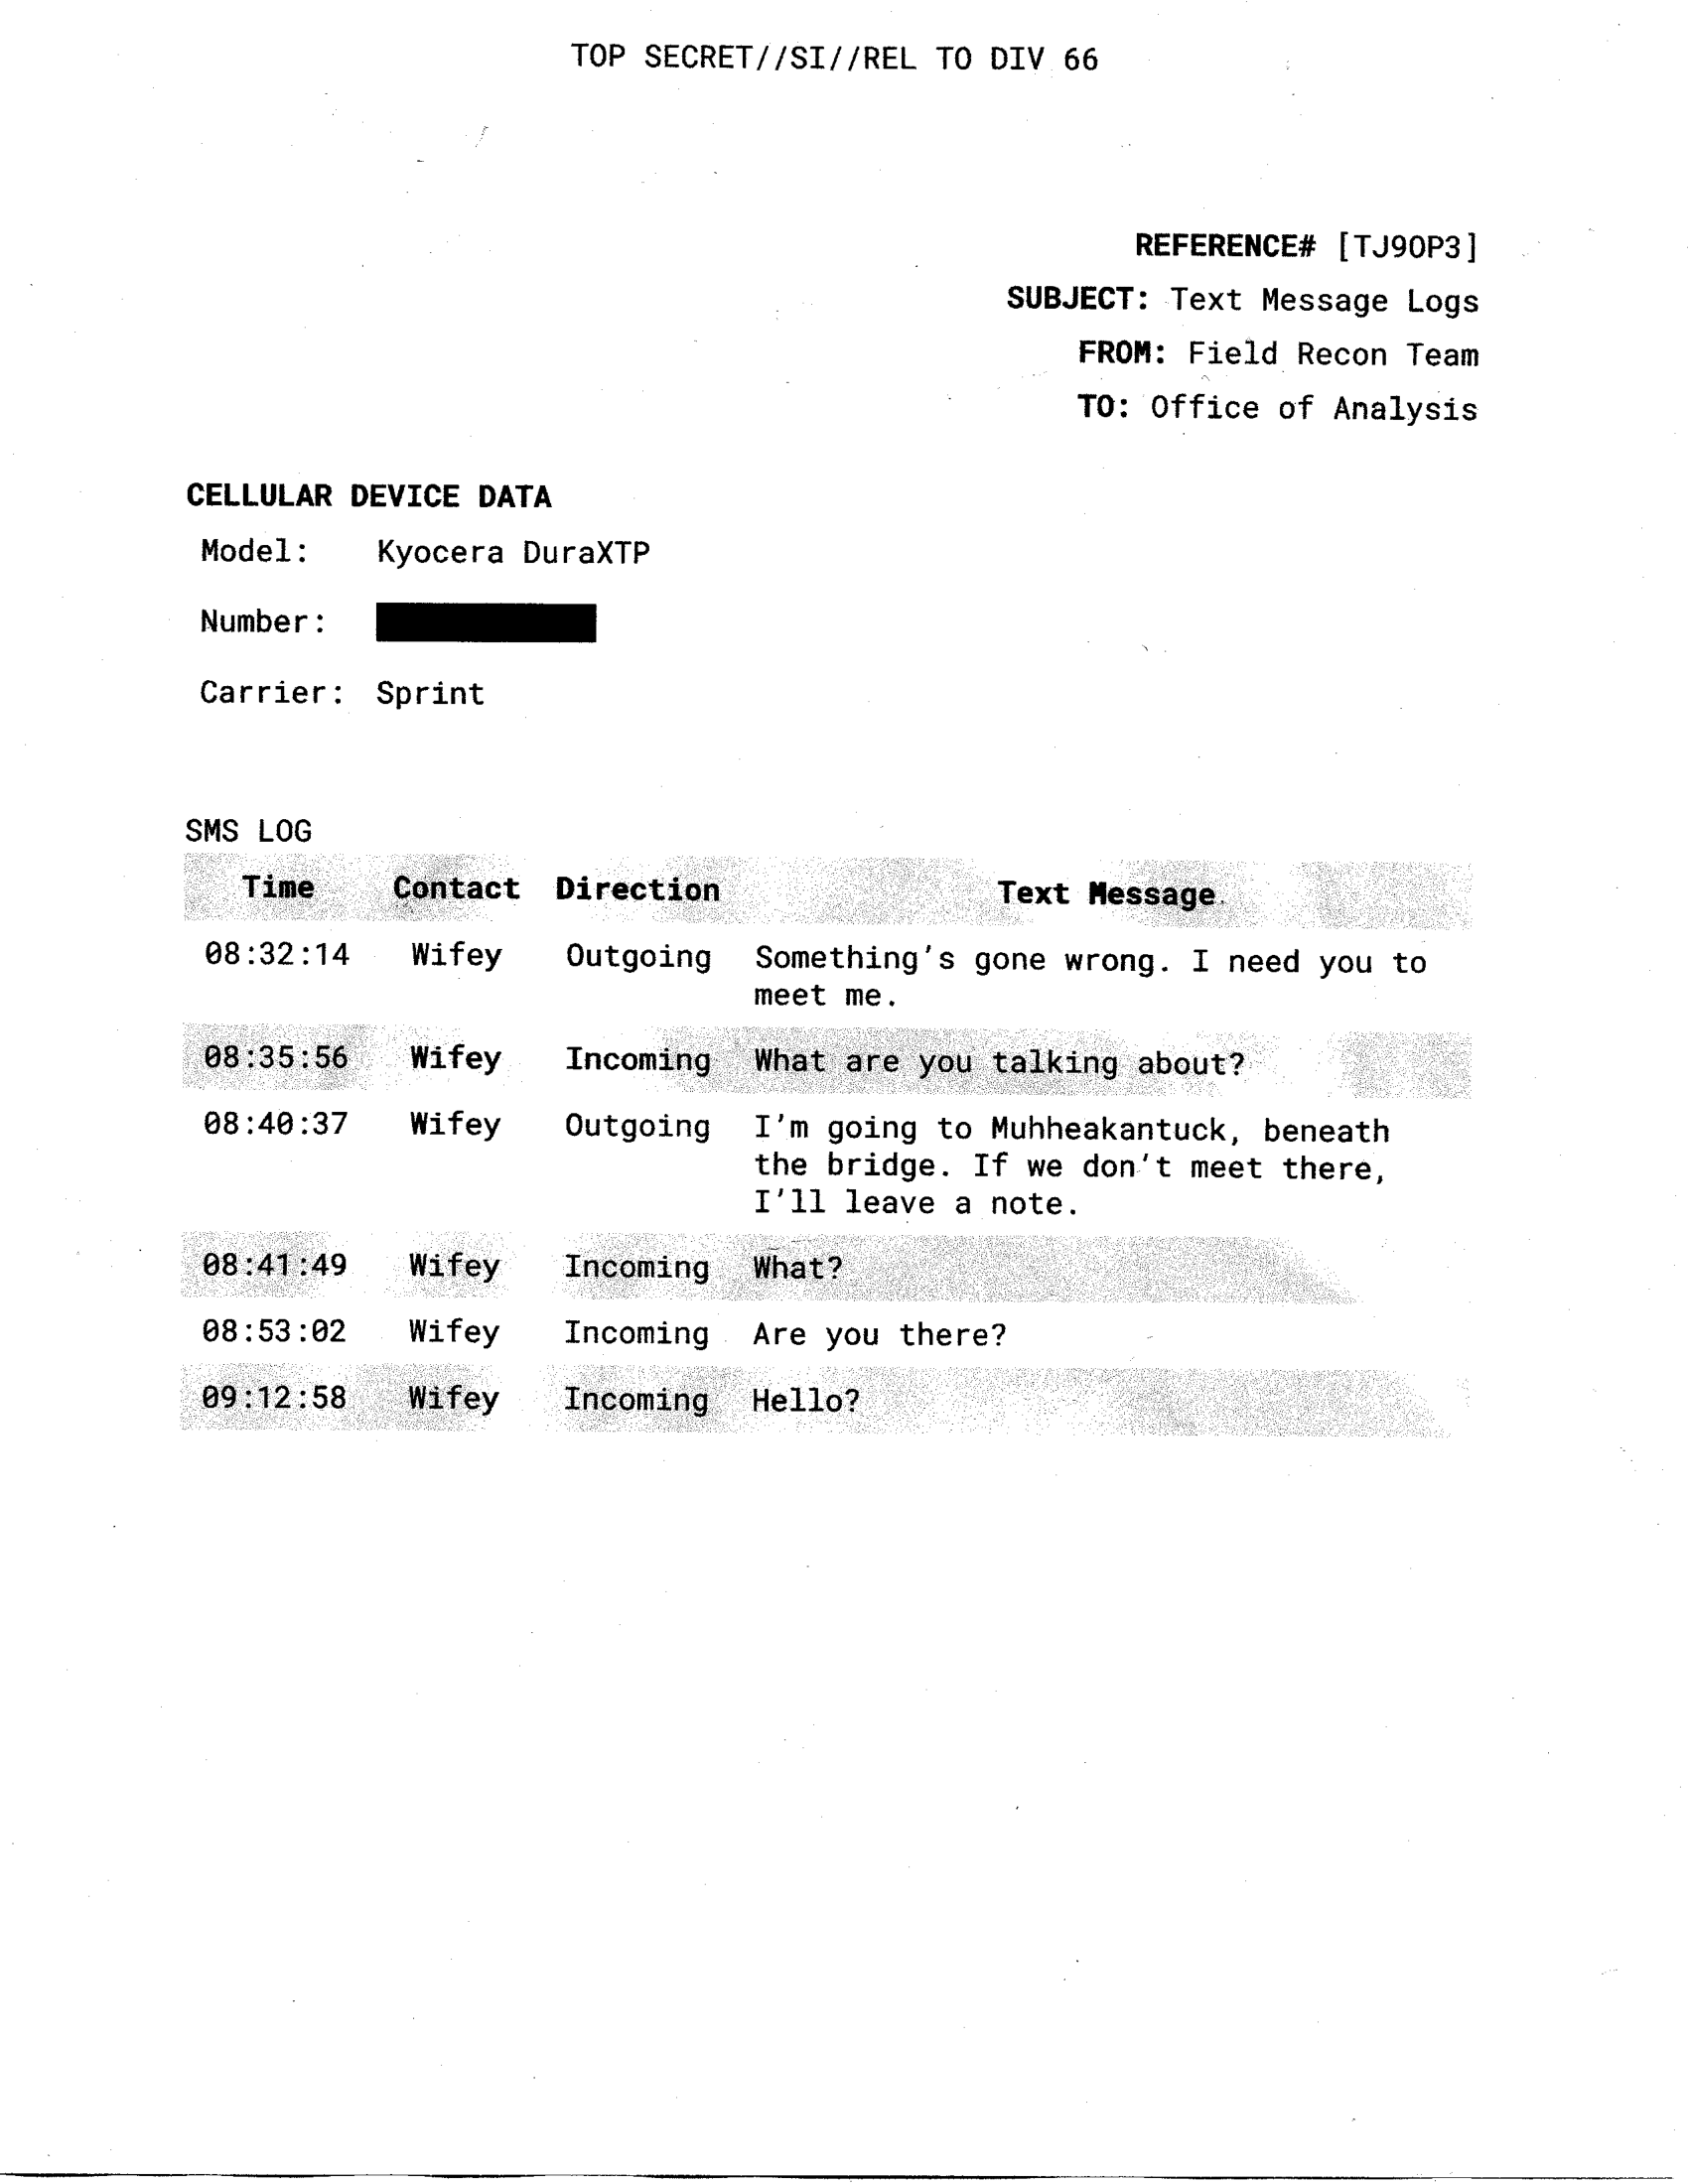 TOP SECRET//SI//REL TO DIV 66
REFERENCE# [TJ9OP3]
SUBJECT: Text Message Logs
FROM: Field Recon Team
TO: Office of Analysis
CELLULAR DEVICE DATA
Model: Kyocera DuraXTP
Number:
Carrier: Sprint
SMS LOG
Time Contact Direction Text Message
08:32:14 Wifey Outgoing Something's gone wrong. I need you to
meet me.
08:35:56 Wifey Incoming What are you talking about?
08:40:37 Wifey Outgoing I'm going to Muhheakantuck, beneath
the bridge. If we don't meet there,
I'll leave a note.
08:41:49 Wifey Incoming What?
08:53:02 Wifey Incoming Are you there?
09:12:58 Wifey Incoming Hello?